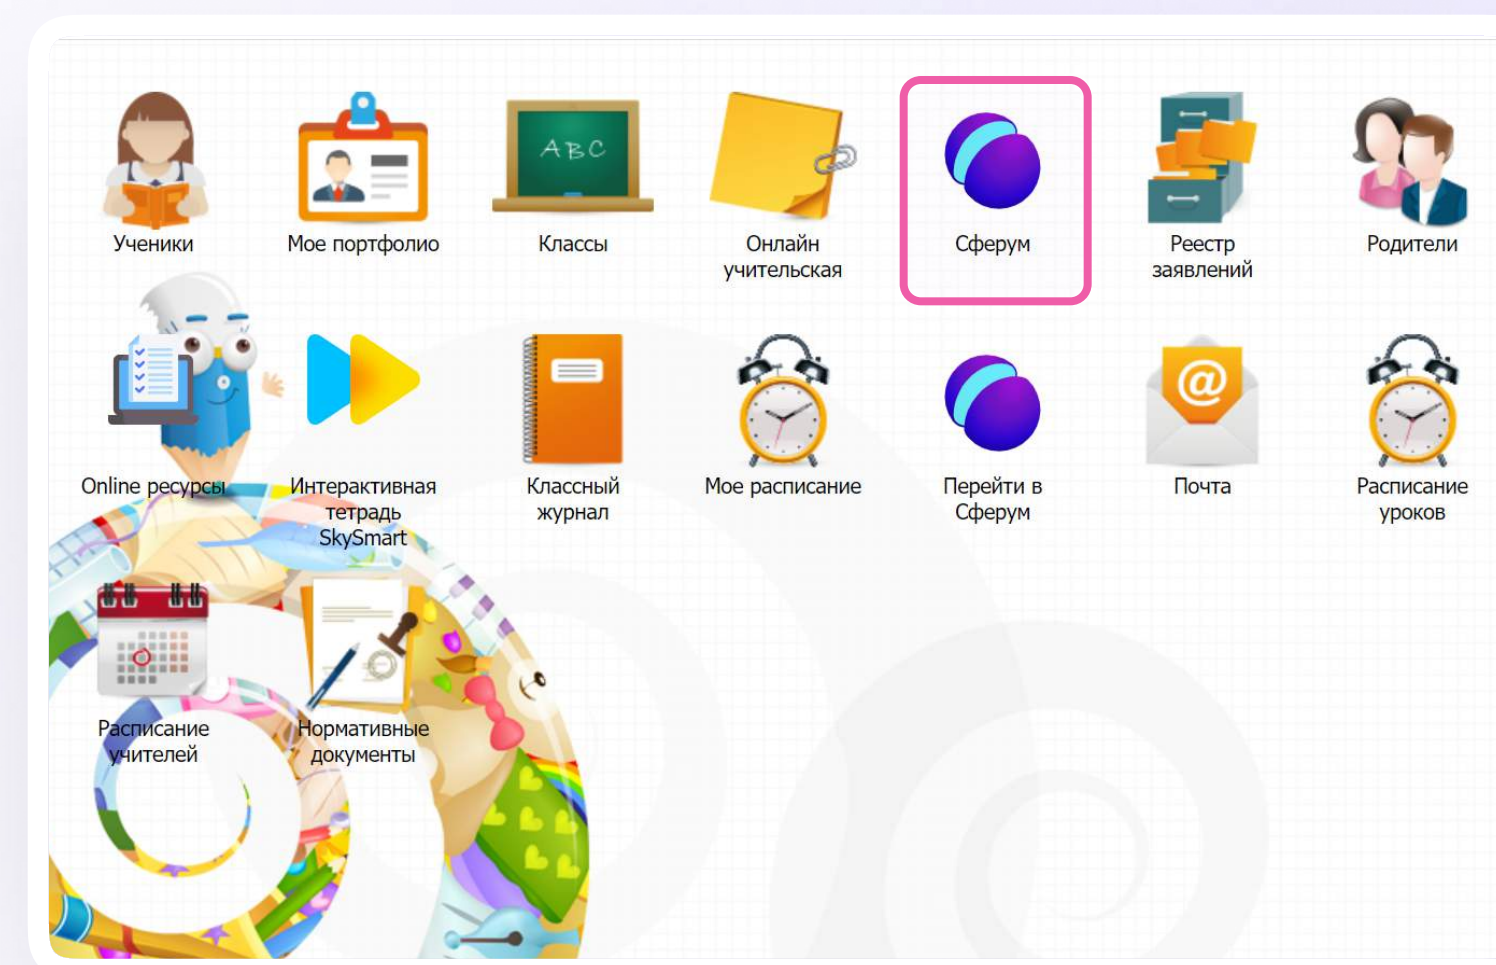 ABC
@
Ученики
Мое портфолио
Классы
Онлайн
учительская
Сферум
Реестр
заявлений
Родители
Online ресурсы
Интерактивная
тетрадь
SkySmart
Классный
журнал
Мое расписание
Перейти в
Сферум
Почта
Расписание
уроков
Расписание
учителей
Нормативные
документы